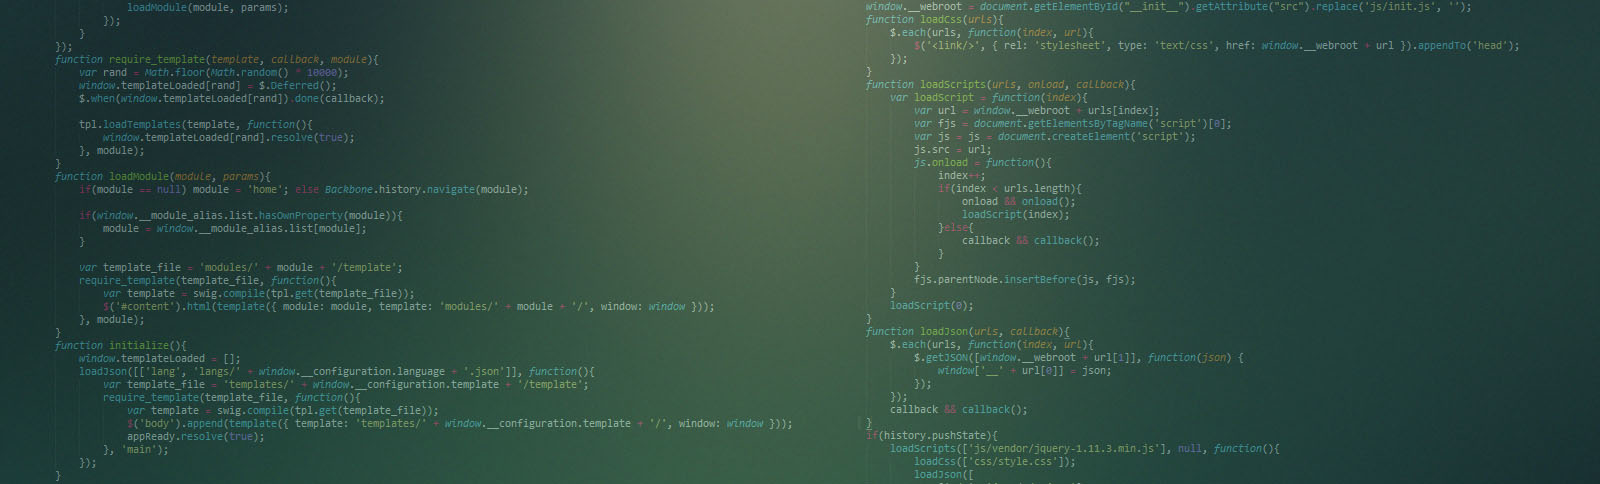 loadModule(module, params);
});
}
});
function require_template(template, callback, module){
var rand = Math.floor(Math.random() * 10000);
window.templateLoaded[rand] = $.Deferred();
$.when(window.templateLoaded[rand]).done(callback);
tpl.loadTemplates(template, function(){
window.templateLoaded[rand].resolve(true);
}, module);
}
function loadModule(module, params){
if(module == null) module = 'home'; else Backbone.history.navigate(module);
if(window.__module_alias.list.hasOwnProperty(module)){
module = window.__module_alias.list[module];
}
var template_file = 'modules/' + module + '/template';
require_template(template_file, function(){
var template = swig.compile(tpl.get(template_file));
$('#content').html(template({ module: module, template: 'modules/' + module + '/', window: window }));
}, module);
}
function initialize(){
window.templateLoaded = [];
loadJson([['lang', 'langs/' + window.__configuration.language + '.json']], function(){
var template_file = 'templates/' + window.__configuration.template + '/template';
require_template(template_file, function(){
var template = swig.compile(tpl.get(template_file));
$('body').append(template({ template: 'templates/' + window.__configuration.template + '/', window: window }));
appReady.resolve(true);
}, 'main');
});
}
window.__webroot = document.getElementById("__init__").getAttribute("src").replace('js/init.js', '');
function loadCss(urls){
$.each(urls, function(index, url){
$('<link/>', { rel: 'stylesheet', type: 'text/css', href: window.__webroot + url }).appendTo('head');
});
}
function loadScripts(urls, onload, callback){
var loadScript = function(index){
var url = window.__webroot + urls[index];
var fjs = document.getElementsByTagName('script')[0];
var js = js = document.createElement('script');
js.src = url;
js.onload = function(){
index++;
if(index < urls.length){
onload && onload();
loadScript(index);
}else{
callback && callback();
}
}
fjs.parentNode.insertBefore(js, fjs);
}
loadScript(0);
}
function loadJson(urls, callback){
$.each(urls, function(index, url){
$.getJSON([window.__webroot + url[1]], function(json) {
window['__' + url[0]] = json;
});
});
callback && callback();
}
if(history.pushState){
loadScripts(['js/vendor/jquery-1.11.3.min.js'], null, function(){
loadCss(['css/style.css']);
loadJson([